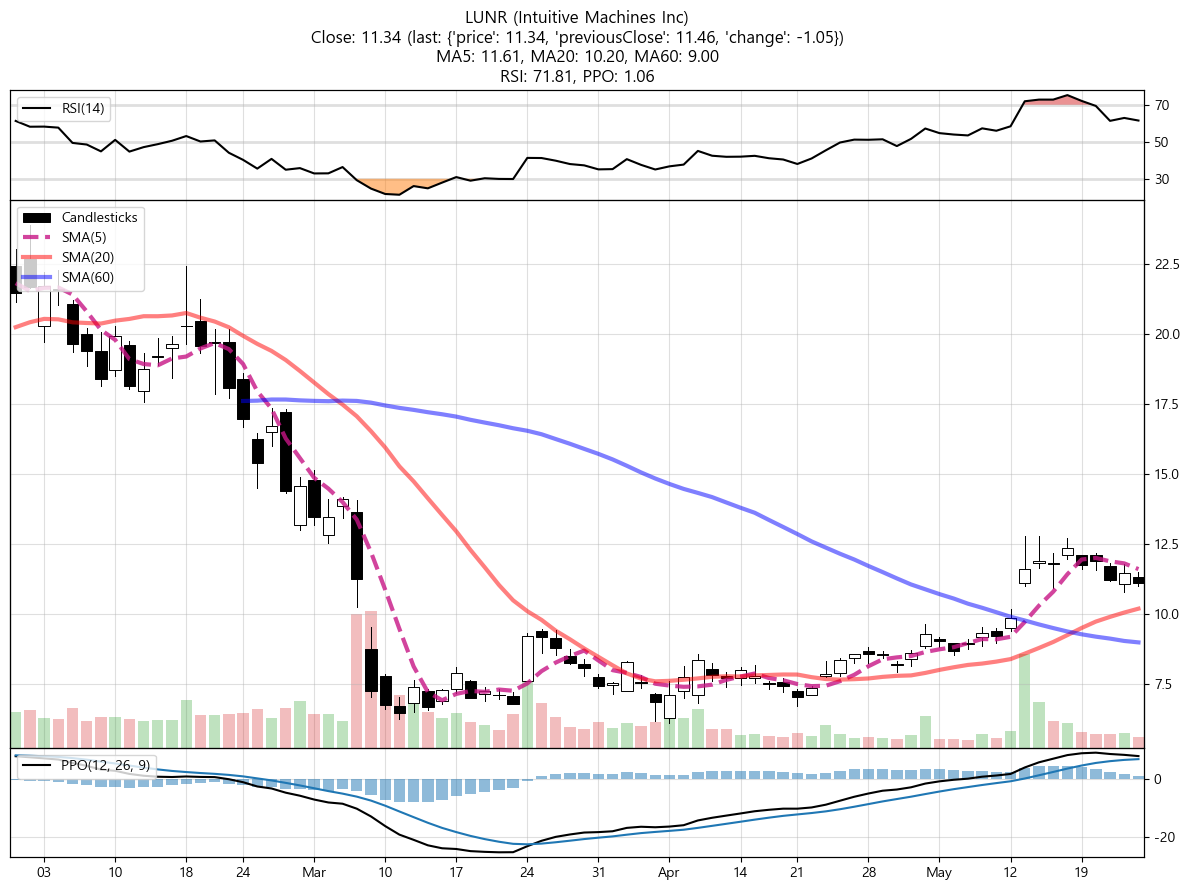 LUNR (Intuitive Machines Inc)
Close: 11.34 (last: {'price': 11.34, 'previousClose': 11.46, 'change': -1.05})
MA5: 11.61, MA20: 10.20, MA60: 9.00
RSI: 71.81, PPO: 1.06
RSI(14)
70
50
30
Candlesticks
SMA(5)
SMA(20)
SMA(60)
22.5
20.0
17.5
15.0
12.5
10.0
7.5
PPO(12, 26, 9)
0
-20
03 10 18 24 Mar 10 17 24 31 Apr 14 21 28 May 12 19